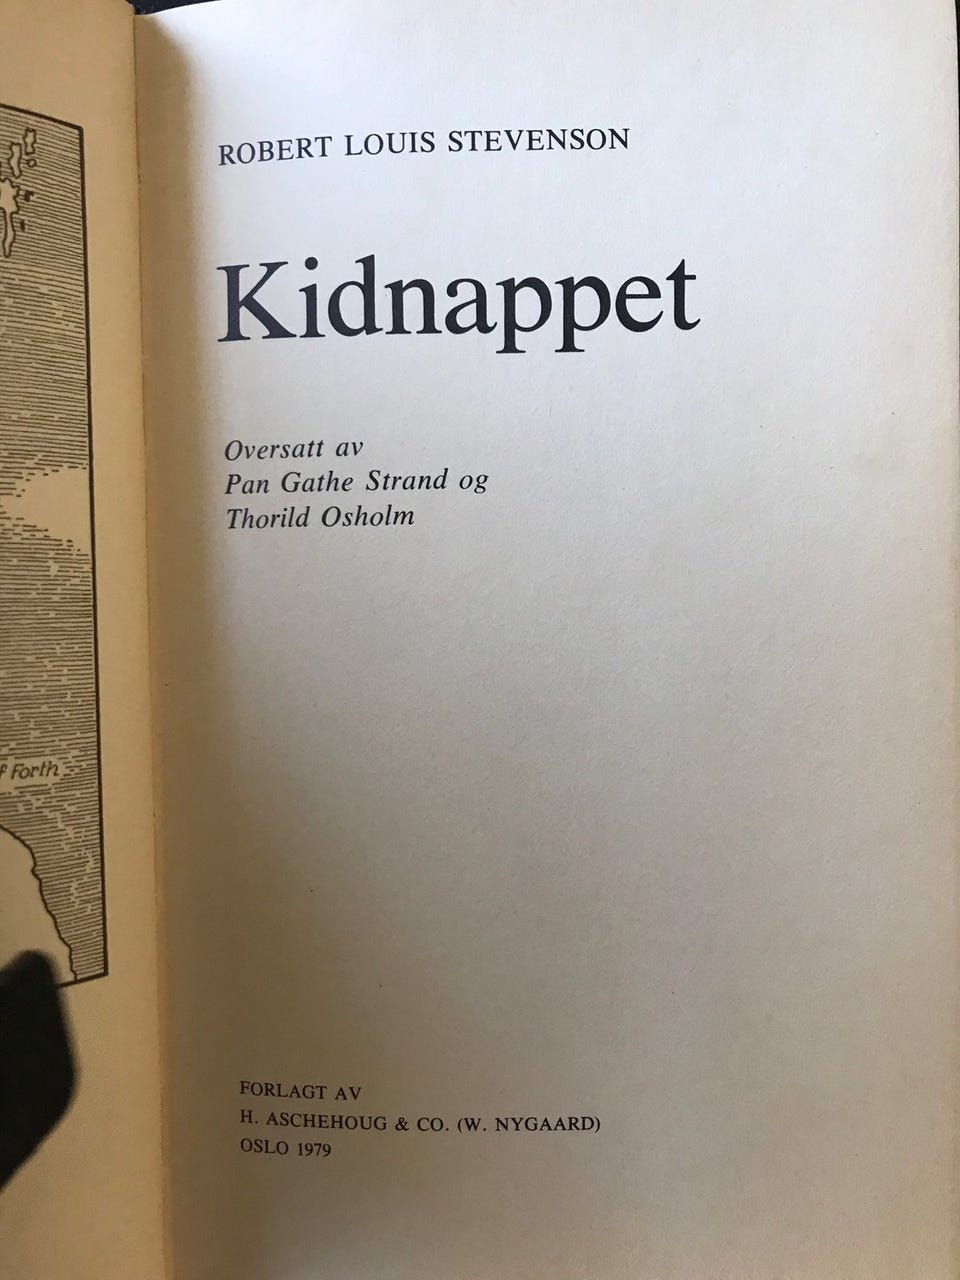 ROBERT LOUIS STEVENSON
Kidnappet
Oversatt av
Pan Gathe Strand og
Thorild Osholm
Forth
FORLAGT AV
H. ASCHEHOUG & CO. (W. NYGAARD)
OSLO 1979